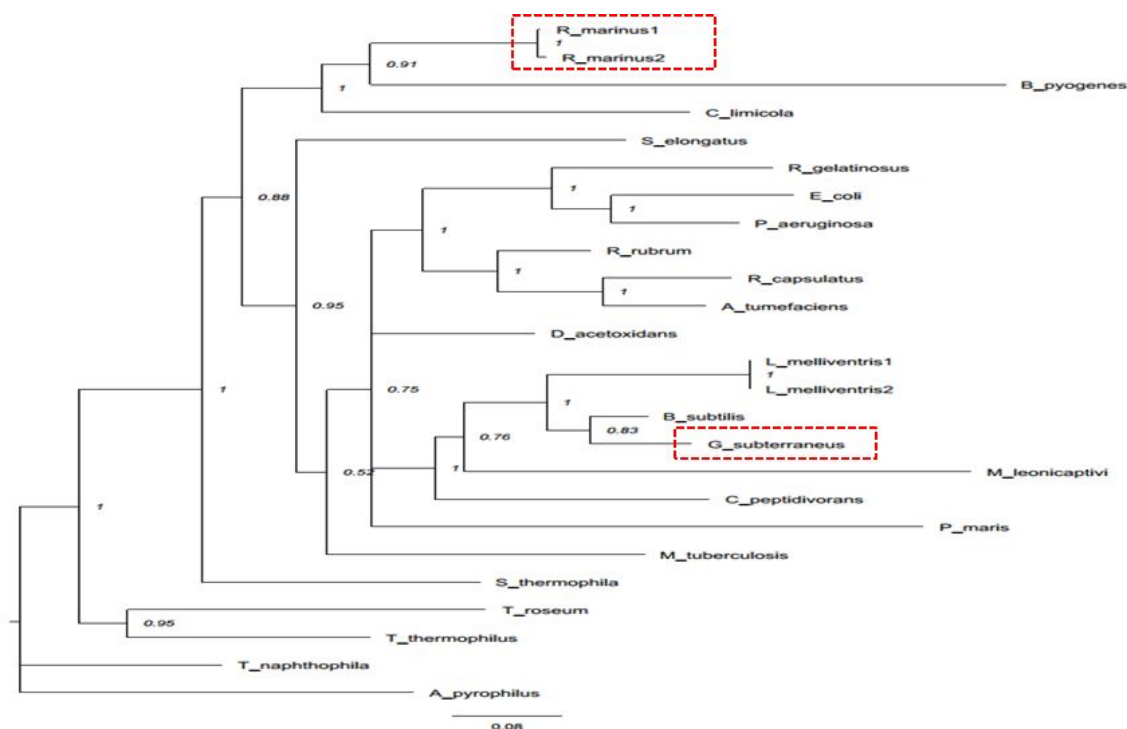 R_marinus1
1
R_marinus2
0.91
B_pyogenes
1
C_limicola
S_elongatus
R_gelatinosus
1
0.88
E_coli
1
P_aeruginosa
1
R_rubrum
1
R_capsulatus
1
A_tumefaciens
0.95
D_acetoxidans
L_melliventris1
1
1
L_melliventris2
0.75
1
B_subtilis
0.83
0.76
G_subterraneus
0.52
1
M_leonicaptivi
C_peptidivorans
1
P_maris
M_tuberculosis
S_thermophila
T_roseum
0.95
T_thermophilus
T_naphthophila
A_pyrophilus
0.08